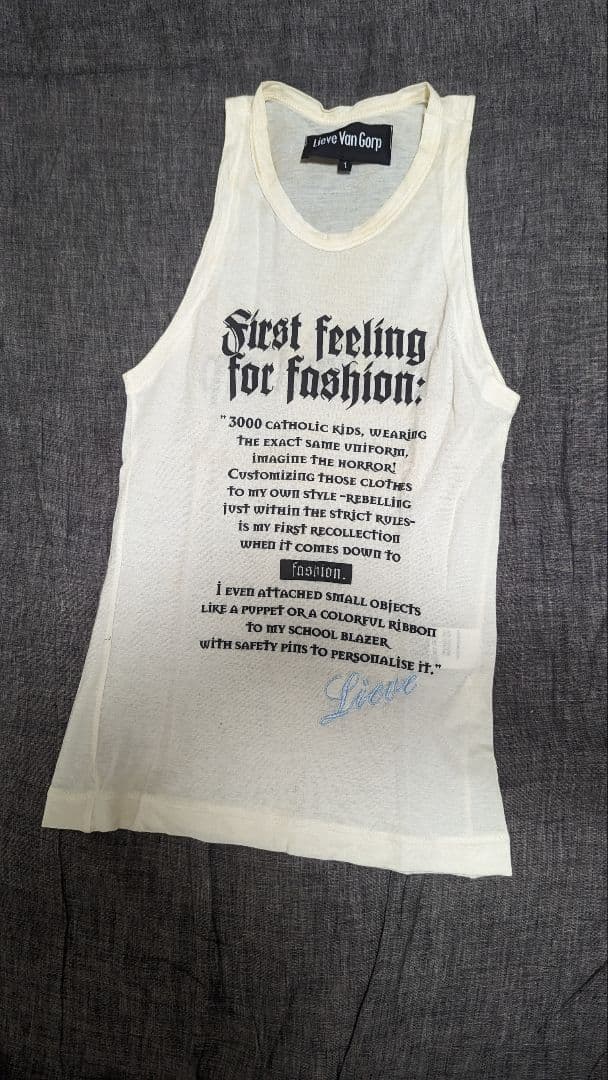 Lieve Van Gorp
1
First feeling
for fashion:
"3000 CATHOLIC KIDS, WEARING
THE EXACT SAME UNIFORM,
IMAGINE THE HORROR!
CUSTOMIZING THOSE CLOTHES
TO MY OWN STYLE -REBELLING
JUST WITHIN THE STRICT RULES-
IS MY FIRST RECOLLECTION
WHEN IT COMES DOWN TO
fashion.
I EVEN ATTACHED SMALL OBJECTS
LIKE A PUPPET OR A COLORFUL RIBBON
TO MY SCHOOL BLAZER
WITH SAFETY PINS TO PERSONALISE IT."
Lieve